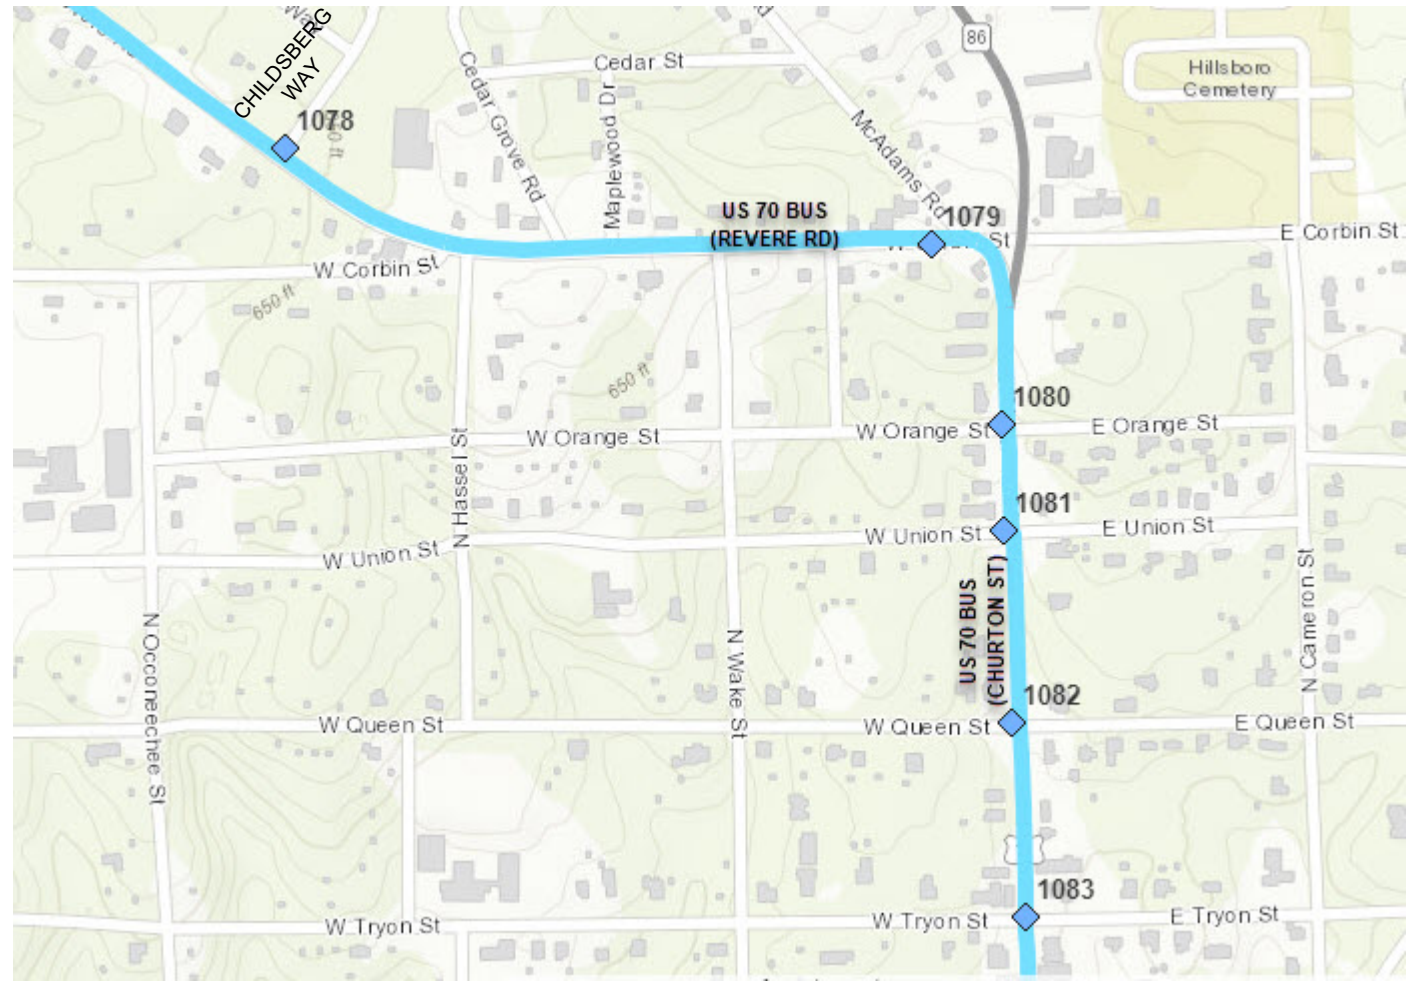 CHILDSBERG
WAY
1078
Cedar Grove Rd
Cedar St
Maplewood Dr
McAdams Rd
86
Hillsboro
Cemetery
US 70 BUS
(REVERE RD)
1079
E Corbin St
W Corbin St
650 ft
650 ft
1080
W Orange St
W Orange St
E Orange St
N Hassel St
1081
W Union St
W Union St
E Union St
US 70 BUS
(CHURTON ST)
N Cameron St
N Occoneechee St
N Wake St
1082
W Queen St
W Queen St
E Queen St
1083
W Tryon St
W Tryon St
E Tryon St